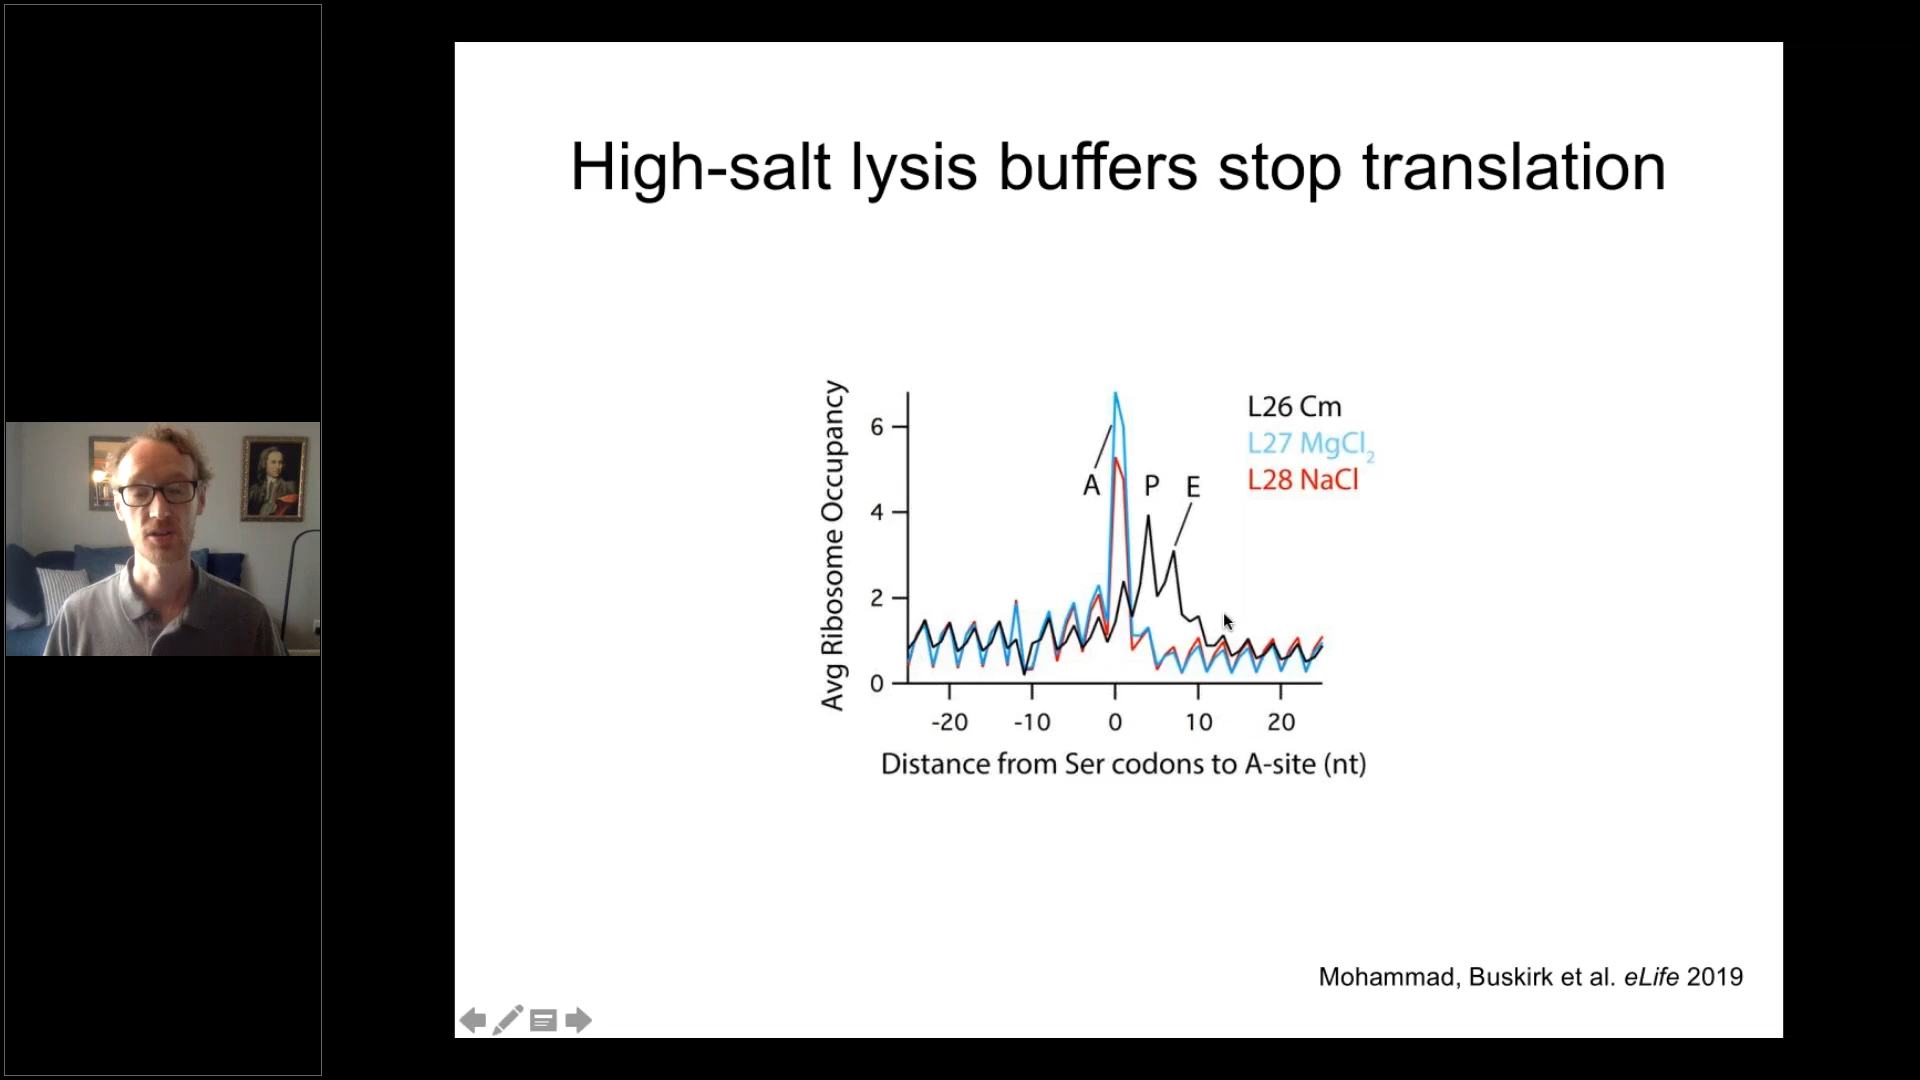 High-salt lysis buffers stop translation
Avg Ribosome Occupancy
6
4
2
0
A
P
E
L26 Cm
L27 MgCl₂
L28 NaCl
-20 -10 0 10 20
Distance from Ser codons to A-site (nt)
Mohammad, Buskirk et al. eLife 2019